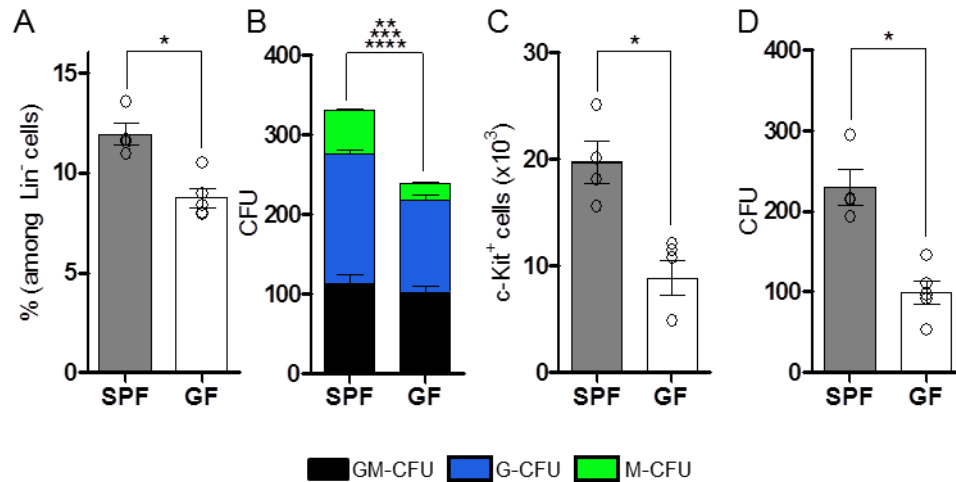 A
*
15
10
5
0
% (among Lin⁻ cells)
SPF
GF
B
**
***
****
400
300
200
100
0
CFU
SPF
GF
C
*
30
20
10
0
c-Kit⁺ cells (x10³)
SPF
GF
D
*
400
300
200
100
0
CFU
SPF
GF
GM-CFU
G-CFU
M-CFU